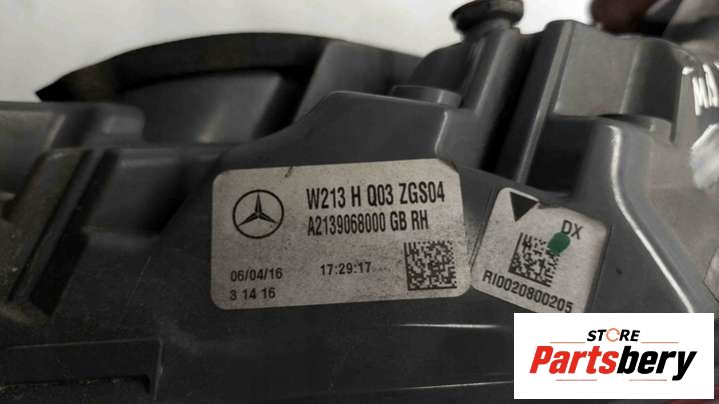 W213 H Q03 ZGS04
A2139068000 GB RH
06/04/16 17:29:17
3 14 16
DX
RI0020800205
STORE
Partsbery